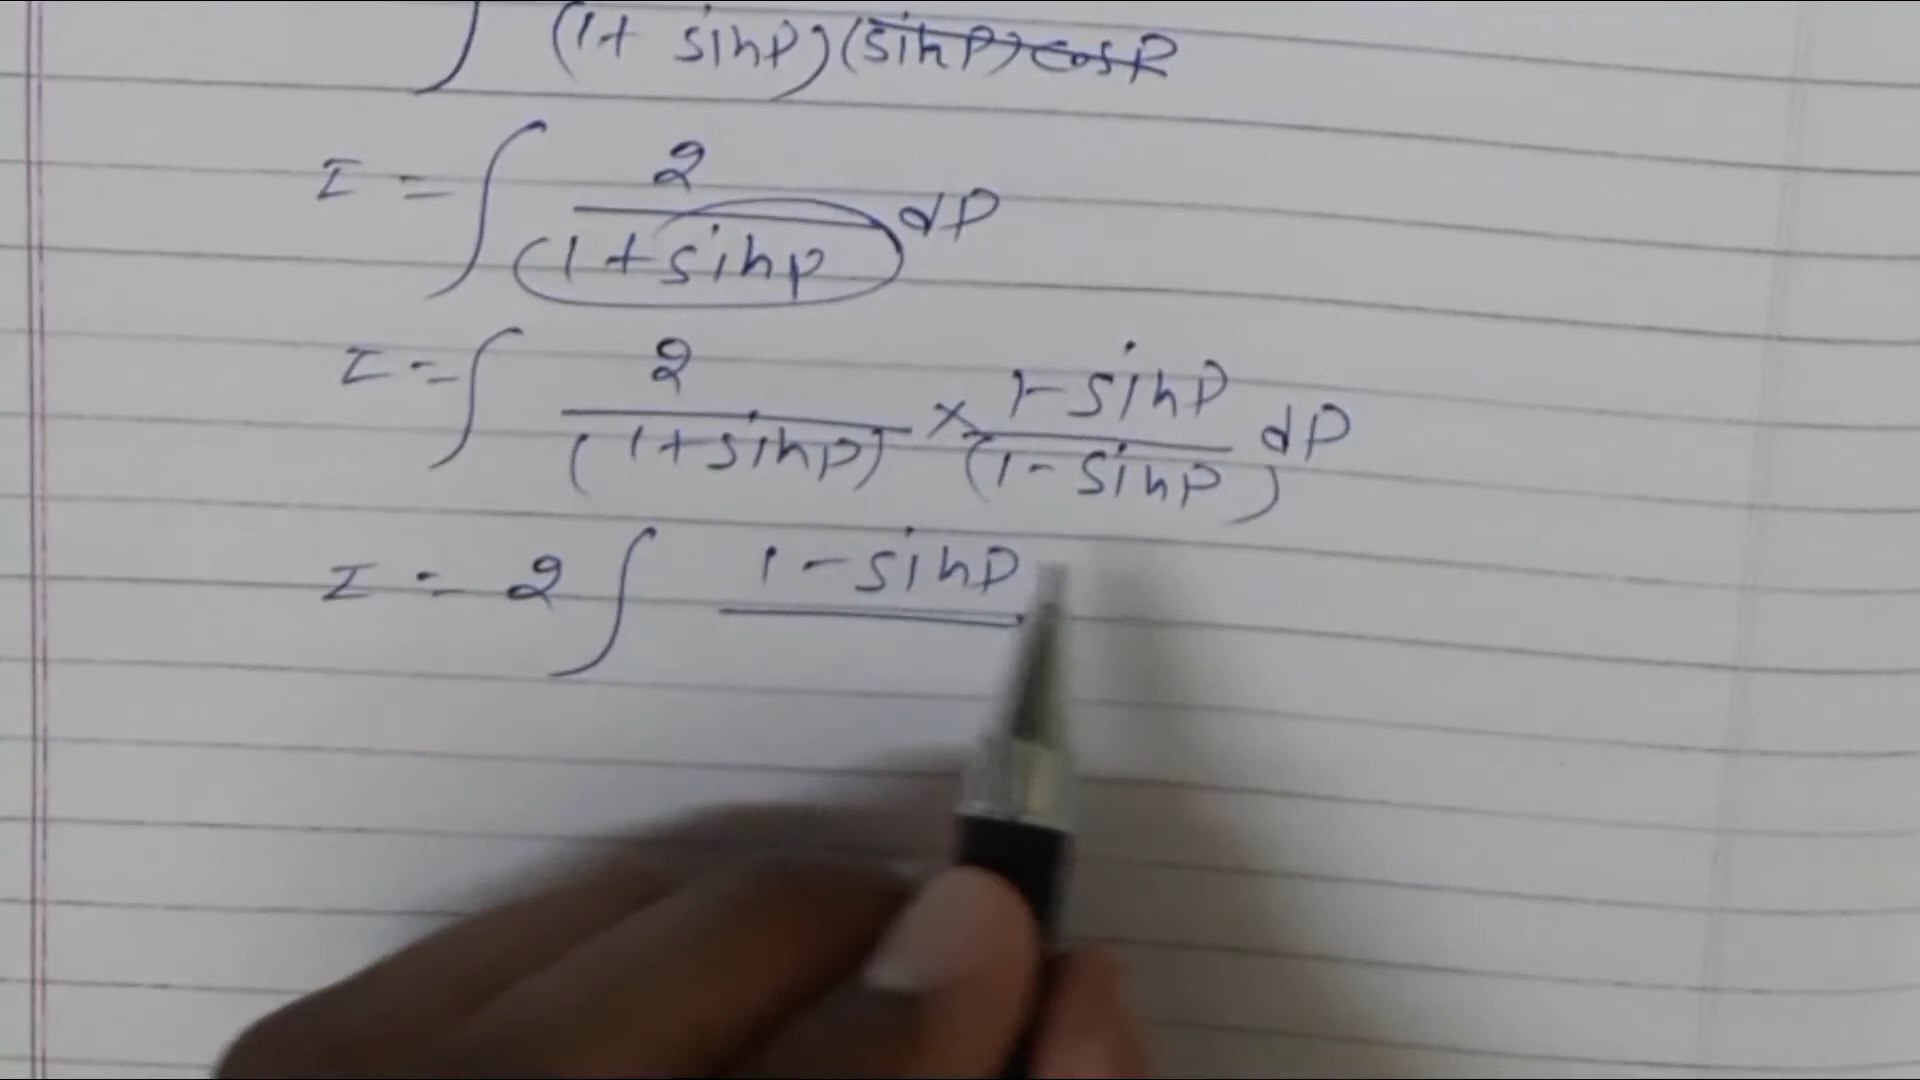 ∫ (1+ sinP)(sinP) cosP
I = ∫ 2 / (1+sinp) dP
I = ∫ 2 / (1+sinp) × 1-sinP / (1-sinP) dP
I = 2 ∫ 1-sinP